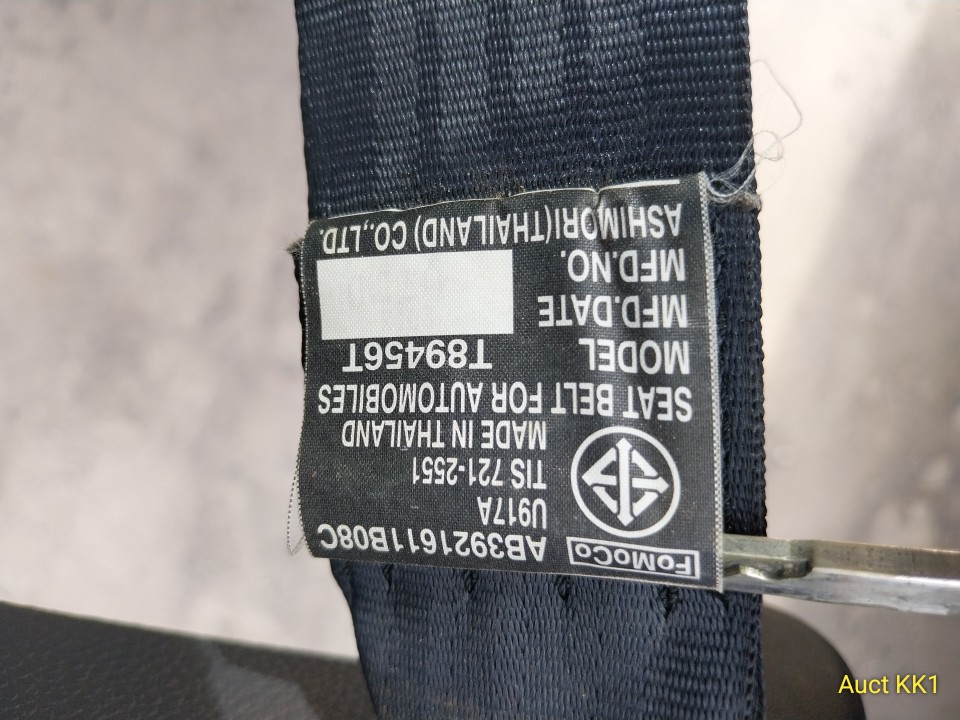 FoMoCo AB3921611B08C
U917A
TIS 721-2551
MADE IN THAILAND
SEAT BELT FOR AUTOMOBILES
MODEL T89456T
MFD.DATE
MFD.NO.
ASHIMORI(THAILAND) CO.,LTD.
Auct KK1